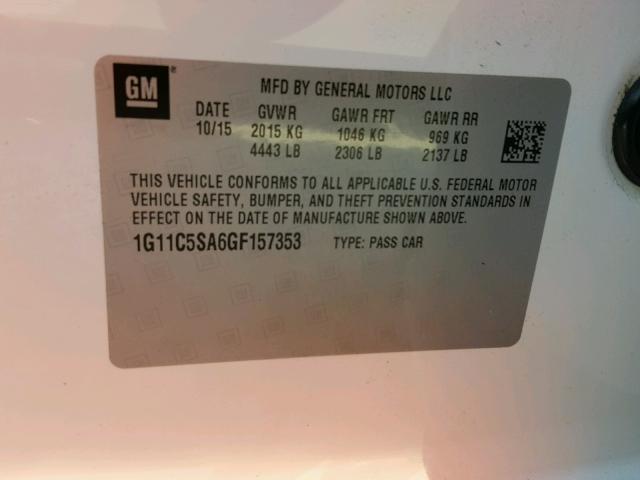 GM ®
MFD BY GENERAL MOTORS LLC
DATE GVWR GAWR FRT GAWR RR
10/15 2015 KG 1046 KG 969 KG
4443 LB 2306 LB 2137 LB
THIS VEHICLE CONFORMS TO ALL APPLICABLE U.S. FEDERAL MOTOR
VEHICLE SAFETY, BUMPER, AND THEFT PREVENTION STANDARDS IN
EFFECT ON THE DATE OF MANUFACTURE SHOWN ABOVE.
1G11C5SA6GF157353 TYPE: PASS CAR